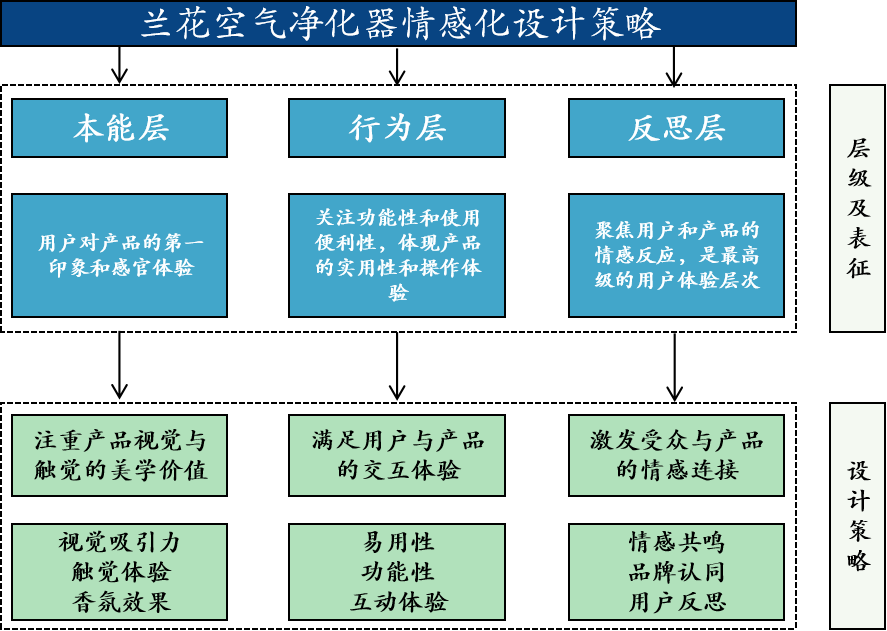 兰花空气净化器情感化设计策略
本能层
行为层
反思层
用户对产品的第一
印象和感官体验
关注功能性和使用
便利性，体现产品
的实用性和操作体
验
聚焦用户和产品的
情感反应，是最高
级的用户体验层次
层
级
及
表
征
注重产品视觉与
触觉的美学价值
满足用户与产品
的交互体验
激发受众与产品
的情感连接
视觉吸引力
触觉体验
香氛效果
易用性
功能性
互动体验
情感共鸣
品牌认同
用户反思
设
计
策
略